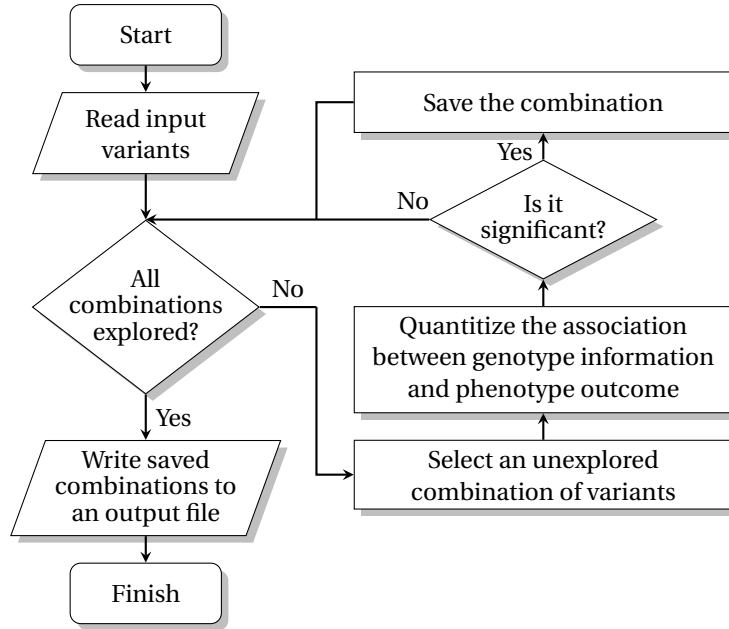 Start
Read input
variants
All
combinations
explored?
No
Yes
Write saved
combinations to
an output file
Finish
Save the combination
Yes
No
Is it
significant?
Quantitize the association
between genotype information
and phenotype outcome
Select an unexplored
combination of variants